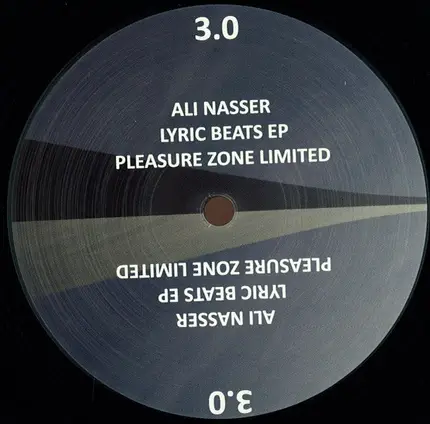 3.0
ALI NASSER
LYRIC BEATS EP
PLEASURE ZONE LIMITED
PLEASURE ZONE LIMITED
LYRIC BEATS EP
ALI NASSER
3.0